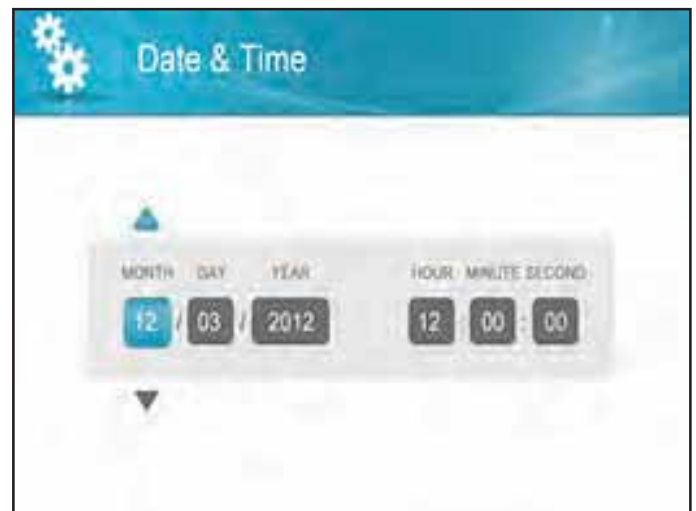 Date & Time
MONTH DAY YEAR HOUR MINUTE SECOND
12 / 03 / 2012 12 : 00 : 00